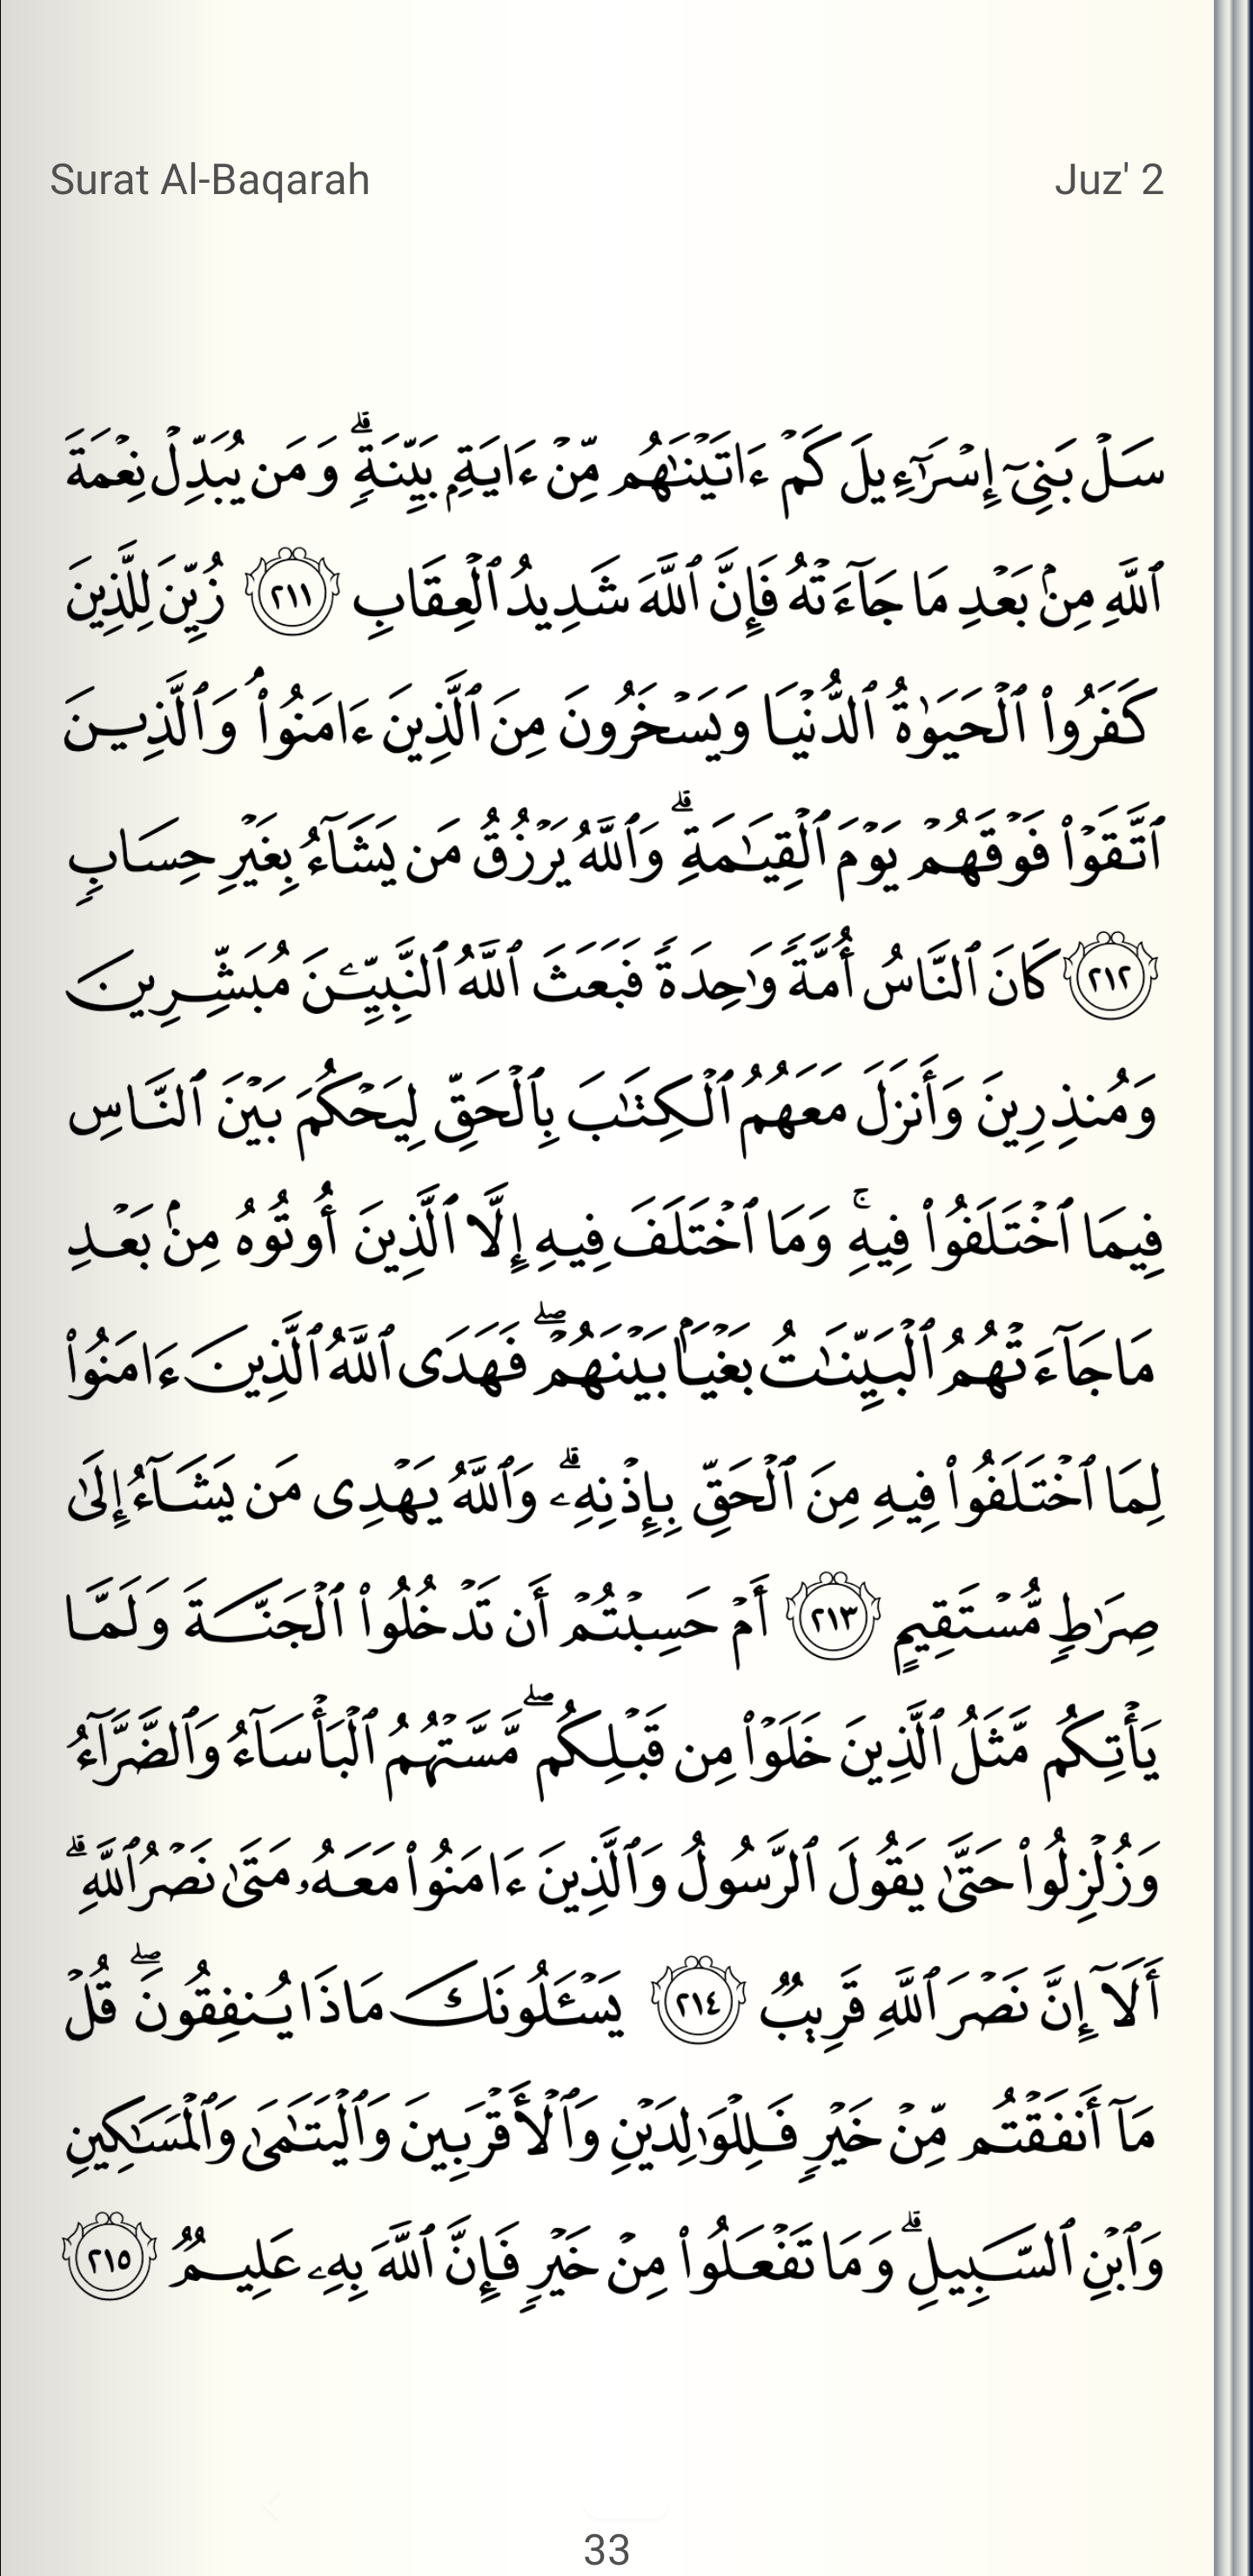 Surat Al-Baqarah
Juz' 2
سَلۡ بَنِيٓ إِسۡرَٰٓءِيلَ كَمۡ ءَاتَيۡنَٰهُم مِّنۡ ءَايَةِۭ بَيِّنَةٖۗ وَمَن يُبَدِّلۡ نِعۡمَةَ
ٱللَّهِ مِنۢ بَعۡدِ مَا جَآءَتۡهُ فَإِنَّ ٱللَّهَ شَدِيدُ ٱلۡعِقَابِ ٢١١ زُيِّنَ لِلَّذِينَ
كَفَرُواْ ٱلۡحَيَوٰةُ ٱلدُّنۡيَا وَيَسۡخَرُونَ مِنَ ٱلَّذِينَ ءَامَنُواْۘ وَٱلَّذِينَ
ٱتَّقَوۡاْ فَوۡقَهُمۡ يَوۡمَ ٱلۡقِيَٰمَةِۗ وَٱللَّهُ يَرۡزُقُ مَن يَشَآءُ بِغَيۡرِ حِسَابٖ
٢١٢ كَانَ ٱلنَّاسُ أُمَّةٗ وَٰحِدَةٗ فَبَعَثَ ٱللَّهُ ٱلنَّبِيِّـۧنَ مُبَشِّرِينَ
وَمُنذِرِينَ وَأَنزَلَ مَعَهُمُ ٱلۡكِتَٰبَ بِٱلۡحَقِّ لِيَحۡكُمَ بَيۡنَ ٱلنَّاسِ
فِيمَا ٱخۡتَلَفُواْ فِيهِۚ وَمَا ٱخۡتَلَفَ فِيهِ إِلَّا ٱلَّذِينَ أُوتُوهُ مِنۢ بَعۡدِ
مَا جَآءَتۡهُمُ ٱلۡبَيِّنَٰتُ بَغۡيَۢا بَيۡنَهُمۡۖ فَهَدَى ٱللَّهُ ٱلَّذِينَ ءَامَنُواْ
لِمَا ٱخۡتَلَفُواْ فِيهِ مِنَ ٱلۡحَقِّ بِإِذۡنِهِۦۗ وَٱللَّهُ يَهۡدِي مَن يَشَآءُ إِلَىٰ
صِرَٰطٖ مُّسۡتَقِيمٍ ٢١٣ أَمۡ حَسِبۡتُمۡ أَن تَدۡخُلُواْ ٱلۡجَنَّةَ وَلَمَّا
يَأۡتِكُم مَّثَلُ ٱلَّذِينَ خَلَوۡاْ مِن قَبۡلِكُمۖ مَّسَّتۡهُمُ ٱلۡبَأۡسَآءُ وَٱلضَّرَّآءُ
وَزُلۡزِلُواْ حَتَّىٰ يَقُولَ ٱلرَّسُولُ وَٱلَّذِينَ ءَامَنُواْ مَعَهُۥ مَتَىٰ نَصۡرُ ٱللَّهِۗ
أَلَآ إِنَّ نَصۡرَ ٱللَّهِ قَرِيبٞ ٢١٤ يَسۡـَٔلُونَكَ مَاذَا يُنفِقُونَۖ قُلۡ
مَآ أَنفَقۡتُم مِّنۡ خَيۡرٖ فَلِلۡوَٰلِدَيۡنِ وَٱلۡأَقۡرَبِينَ وَٱلۡيَتَٰمَىٰ وَٱلۡمَسَٰكِينِ
وَٱبۡنِ ٱلسَّبِيلِۗ وَمَا تَفۡعَلُواْ مِنۡ خَيۡرٖ فَإِنَّ ٱللَّهَ بِهِۦ عَلِيمٞ ٢١٥
33